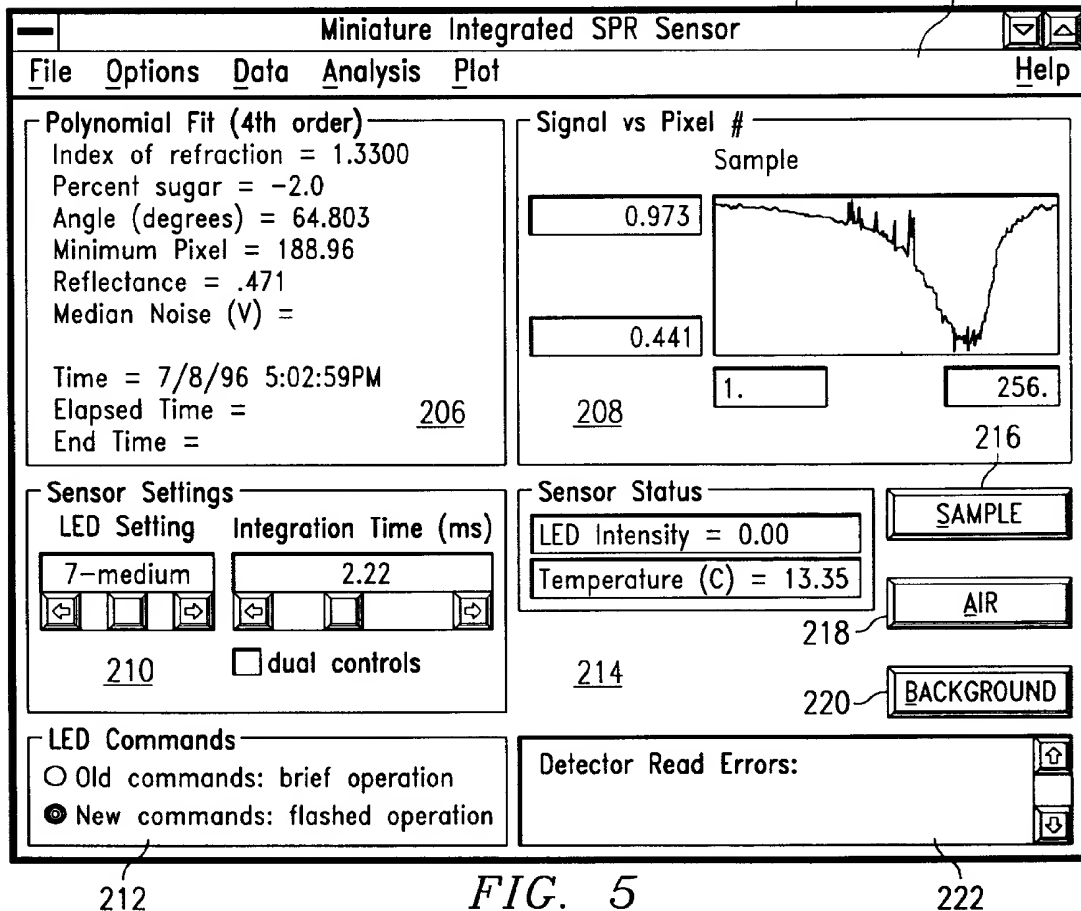 Miniature Integrated SPR Sensor
File Options Data Analysis Plot Help
Polynomial Fit (4th order)
Index of refraction = 1.3300
Percent sugar = -2.0
Angle (degrees) = 64.803
Minimum Pixel = 188.96
Reflectance = .471
Median Noise (V) =
Time = 7/8/96 5:02:59PM
Elapsed Time =
End Time =
206
Signal vs Pixel #
Sample
0.973
0.441
1.
256.
208
216
Sensor Settings
LED Setting Integration Time (ms)
7-medium 2.22
dual controls
210
Sensor Status
LED Intensity = 0.00
Temperature (C) = 13.35
214
SAMPLE
AIR
218
BACKGROUND
220
LED Commands
Old commands: brief operation
New commands: flashed operation
Detector Read Errors:
212
FIG. 5
222